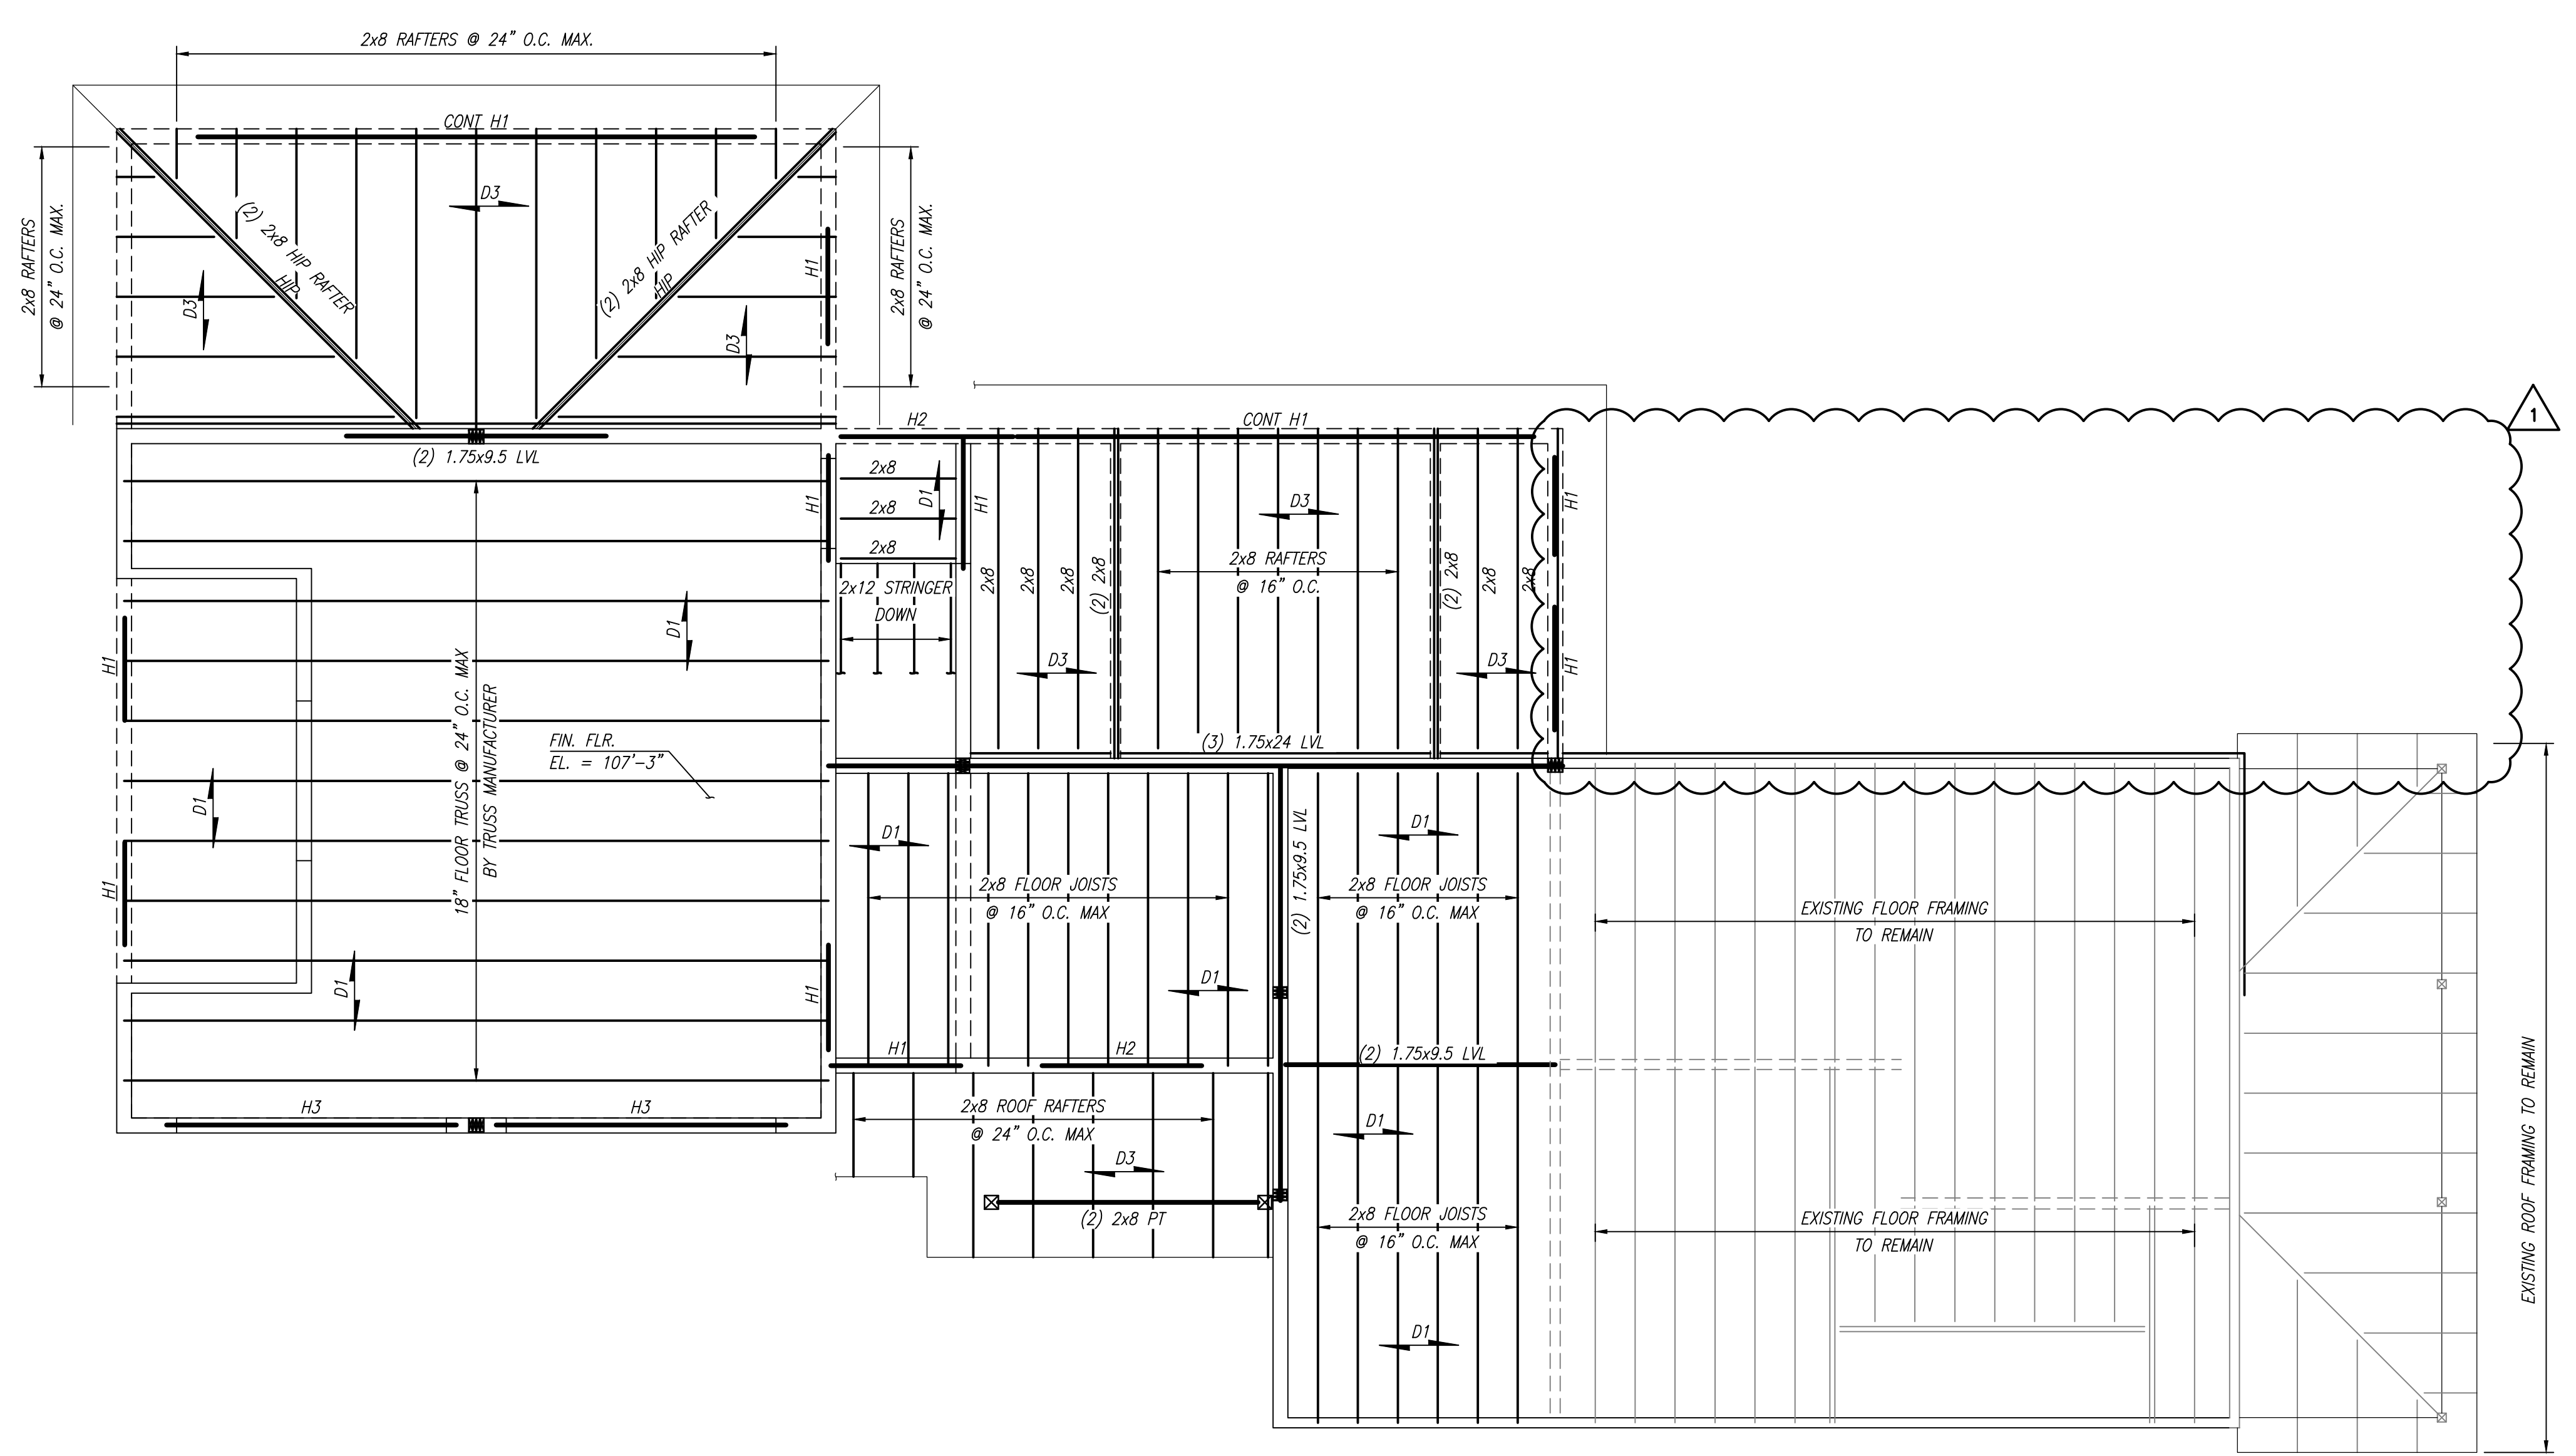 2x8 RAFTERS @ 24" O.C. MAX.
CONT H1
2x8 RAFTERS
@ 24" O.C. MAX.
D3
(2) 2x8 HIP RAFTER
HIP
(2) 2x8 HIP RAFTER
HIP
D3
D3
H1
2x8 RAFTERS
@ 24" O.C. MAX.
(2) 1.75x9.5 LVL
H2
CONT H1
1
H1
2x8
2x8
2x8
D1
H1
2x12 STRINGER
DOWN
2x8
2x8
2x8
(2) 2x8
D3
2x8 RAFTERS
@ 16" O.C.
(2) 2x8
2x8
2x8
H1
H1
D3
D3
(3) 1.75x24 LVL
H1
D1
18" FLOOR TRUSS @ 24" O.C. MAX
BY TRUSS MANUFACTURER
FIN. FLR.
EL. = 107'-3"
D1
H1
D1
H1
H3
H3
D1
2x8 FLOOR JOISTS
@ 16" O.C. MAX
D1
H1
H2
(2) 1.75x9.5 LVL
D1
2x8 FLOOR JOISTS
@ 16" O.C. MAX
(2) 1.75x9.5 LVL
EXISTING FLOOR FRAMING
TO REMAIN
2x8 ROOF RAFTERS
@ 24" O.C. MAX
D3
(2) 2x8 PT
D1
2x8 FLOOR JOISTS
@ 16" O.C. MAX
D1
EXISTING FLOOR FRAMING
TO REMAIN
EXISTING ROOF FRAMING TO REMAIN